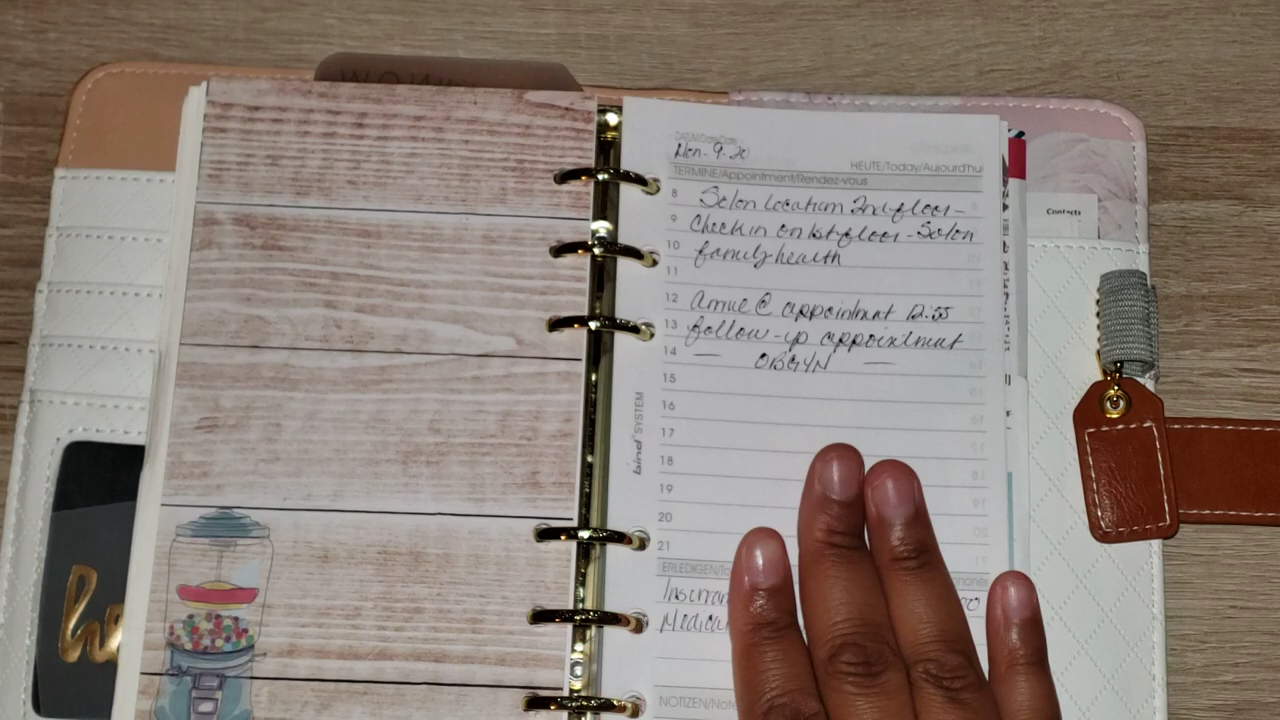 DATUM/Date/Date
Mon- 9-20
HEUTE/Today/Aujourd'hui
TERMINE/Appointment/Rendez-vous
8 Solon Location 2nd floor-
9 Check in on 1st floor - Solon
10 family health
11
12 arrive @ appointment 12:55
13 follow-up appointment
14 — OBGYN —
15
16
17
18
19
20
21
bind SYSTEM
ERLEDIGEN/
NOTIZEN/Note
Contacts